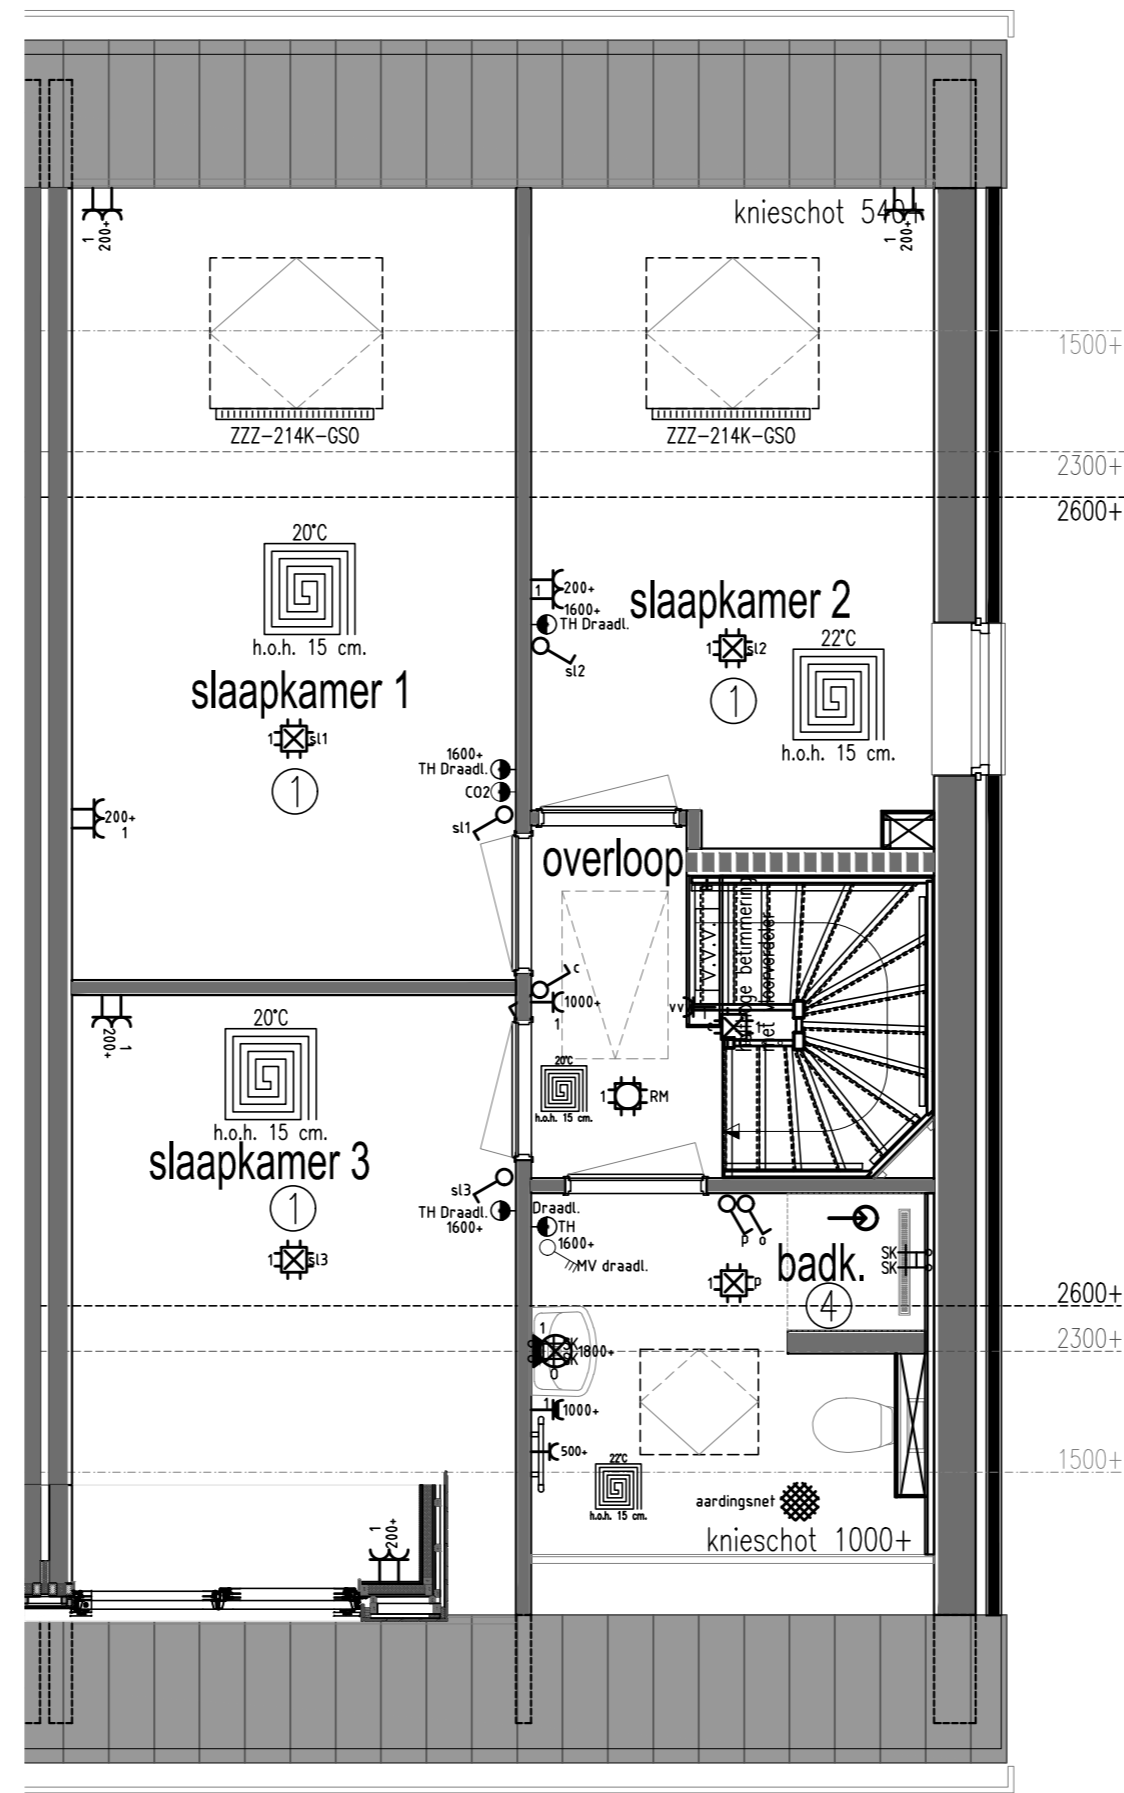 knieschot 540+
1
200+
1
200+
1500+
ZZZ-214K-GSO
ZZZ-214K-GSO
2300+
2600+
20°C
h.o.h. 15 cm.
slaapkamer 1
1
sl1
1
1
200+
1600+
TH Draadl.
sl2
slaapkamer 2
1
sl2
1
22°C
h.o.h. 15 cm.
1600+
TH Draadl.
CO2
sl1
200+
1
overloop
V.V.V.
betimmering
c
1000+
1
vv
1
200+
20°C
h.o.h. 15 cm.
slaapkamer 3
1
1
sl3
20°C
h.o.h. 15 cm.
1
RM
sl3
TH Draadl.
1600+
Draadl.
TH
1600+
MV draadl.
p
o
1
p
badk.
4
SK
SK
2600+
2300+
1
SK
SK
1800+
o
1
1000+
500+
22°C
h.o.h. 15 cm.
1500+
aardingsnet
knieschot 1000+
1
200+